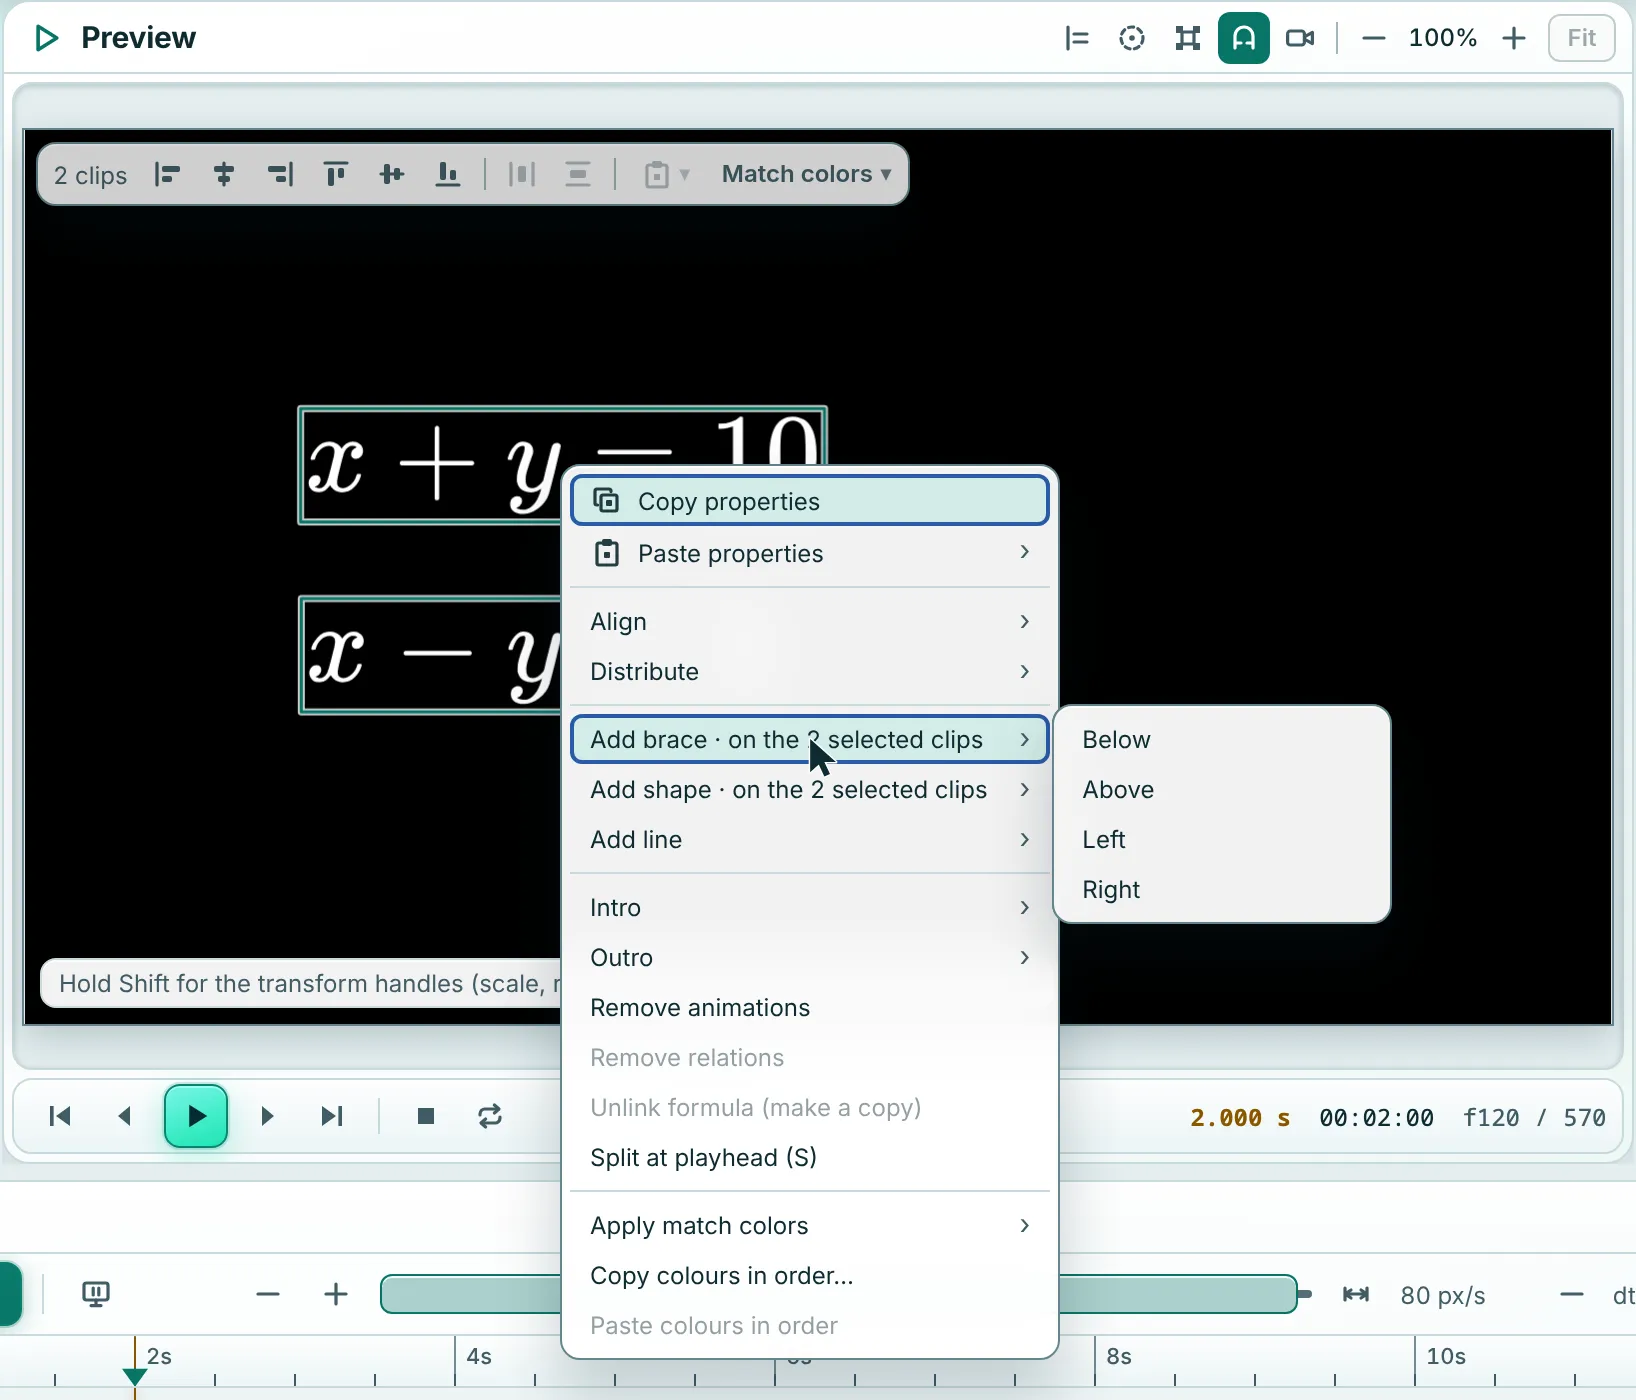 Preview
100%
Fit
2 clips
Match colors
x + y = 10
x − y
Copy properties
Paste properties
Align
Distribute
Add brace · on the 2 selected clips
Add shape · on the 2 selected clips
Add line
Below
Above
Left
Right
Intro
Outro
Remove animations
Remove relations
Unlink formula (make a copy)
Split at playhead (S)
Apply match colors
Copy colours in order...
Paste colours in order
Hold Shift for the transform handles (scale,
2.000 s 00:02:00 f120 / 570
80 px/s
dt
2s 4s 8s 10s